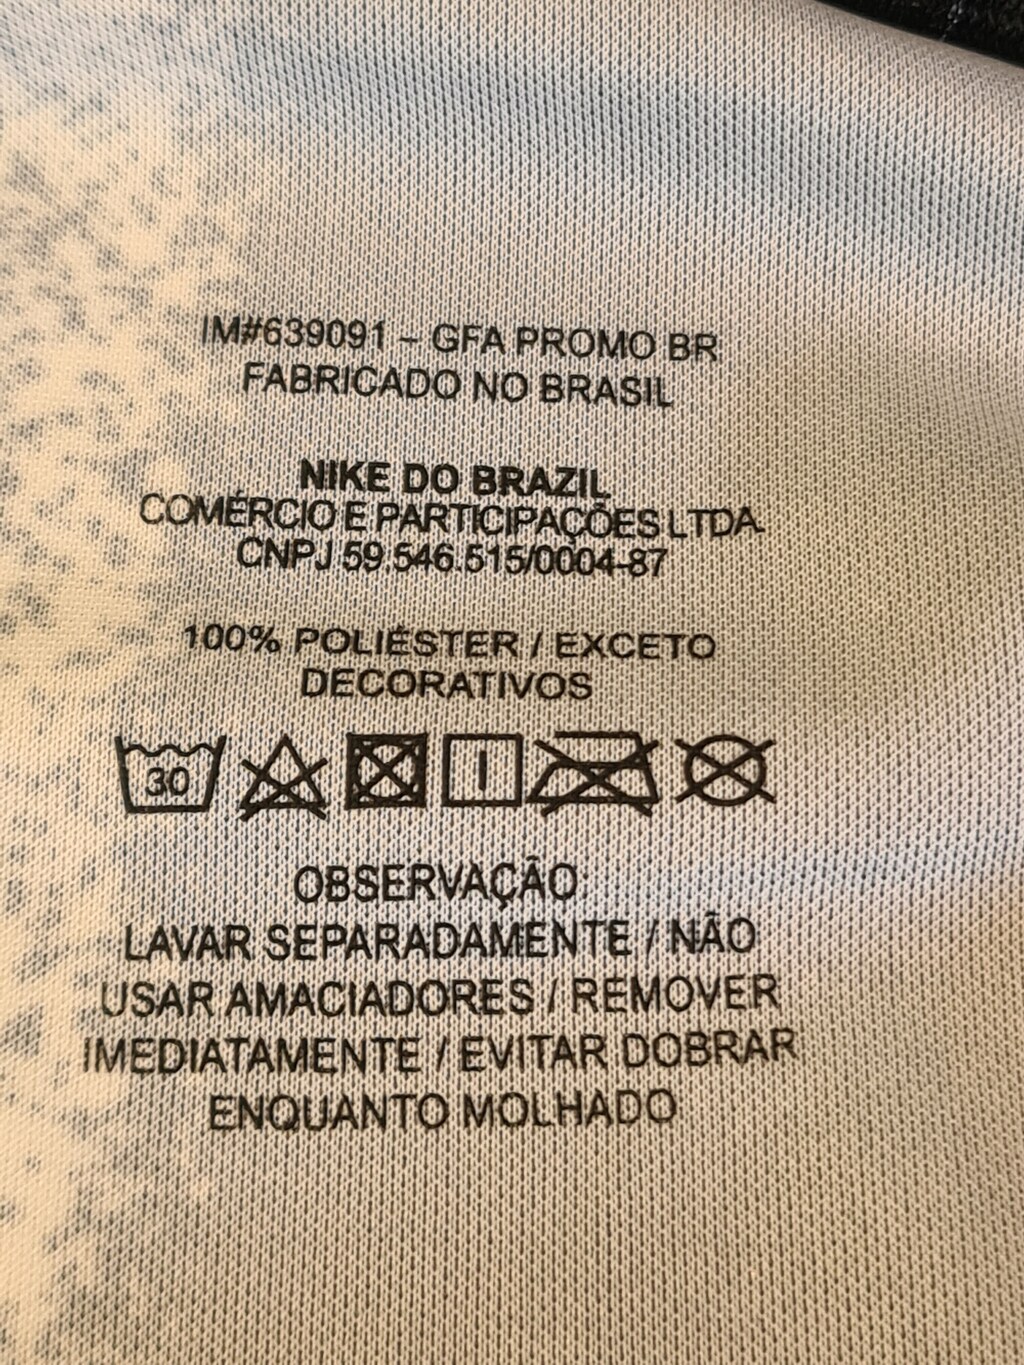 IM#639091 - GFA PROMO BR
FABRICADO NO BRASIL
NIKE DO BRAZIL
COMÉRCIO E PARTICIPAÇÕES LTDA
CNPJ 59.546.515/0004-87
100% POLIÉSTER / EXCETO
DECORATIVOS
30
OBSERVAÇÃO
LAVAR SEPARADAMENTE / NÃO
USAR AMACIADORES / REMOVER
IMEDIATAMENTE / EVITAR DOBRAR
ENQUANTO MOLHADO